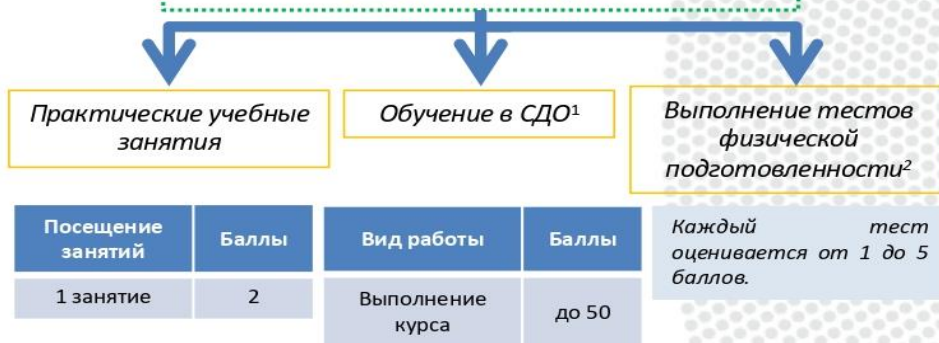 Практические учебные
занятия
Обучение в СДО¹
Выполнение тестов
физической
подготовленности²
Посещение
занятий
Баллы
1 занятие
2
Вид работы
Баллы
Выполнение
курса
до 50
Каждый тест
оценивается от 1 до 5
баллов.